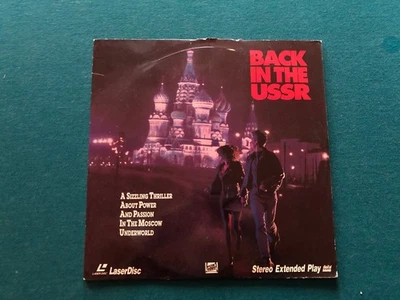 BACK
IN THE
USSR
A SIZZLING THRILLER
ABOUT POWER
AND PASSION
IN THE MOSCOW
UNDERWORLD
LaserDisc
Stereo Extended Play